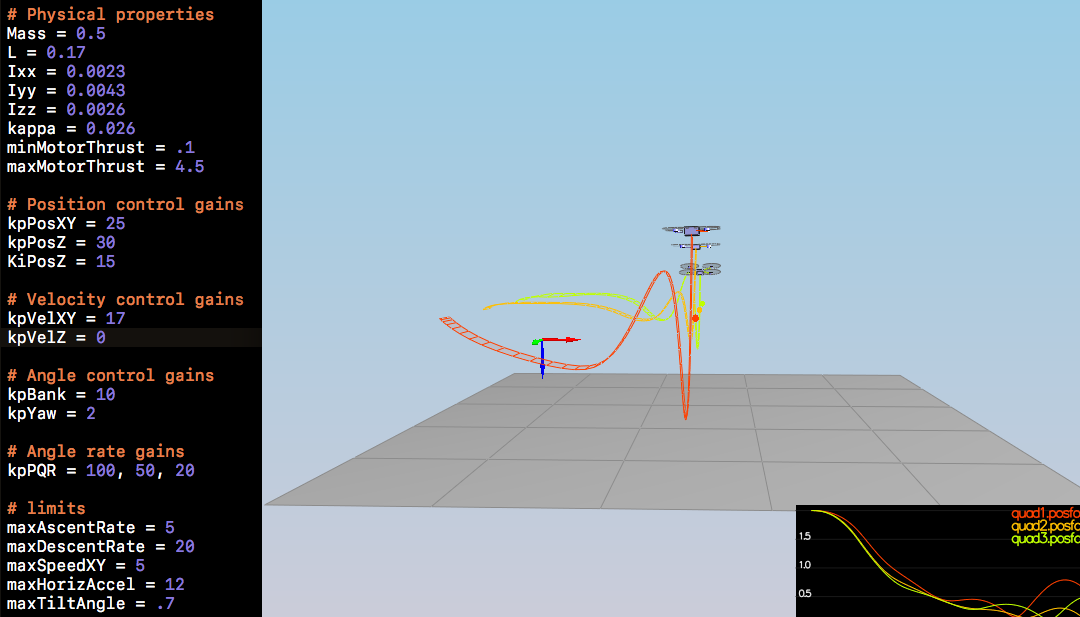 # Physical properties
Mass = 0.5
L = 0.17
Ixx = 0.0023
Iyy = 0.0043
Izz = 0.0026
kappa = 0.026
minMotorThrust = .1
maxMotorThrust = 4.5
# Position control gains
kpPosXY = 25
kpPosZ = 30
KiPosZ = 15
# Velocity control gains
kpVelXY = 17
kpVelZ = 0
# Angle control gains
kpBank = 10
kpYaw = 2
# Angle rate gains
kpPQR = 100, 50, 20
# limits
maxAscentRate = 5
maxDescentRate = 20
maxSpeedXY = 5
maxHorizAccel = 12
maxTiltAngle = .7
quad1.posfo
quad2.posfo
quad3.posfo
1.5
1.0
0.5